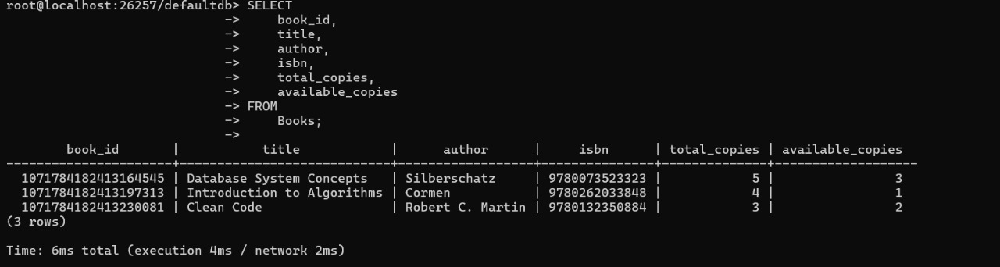 root@localhost:26257/defaultdb> SELECT
                             ->     book_id,
                             ->     title,
                             ->     author,
                             ->     isbn,
                             ->     total_copies,
                             ->     available_copies
                             -> FROM
                             ->     Books;
                             ->
        book_id       |           title            |      author      |     isbn      | total_copies | available_copies
----------------------+----------------------------+------------------+---------------+--------------+-------------------
  1071784182413164545 | Database System Concepts   | Silberschatz     | 9780073523323 |            5 |                3
  1071784182413197313 | Introduction to Algorithms | Cormen           | 9780262033848 |            4 |                1
  1071784182413230081 | Clean Code                 | Robert C. Martin | 9780132350884 |            3 |                2
(3 rows)

Time: 6ms total (execution 4ms / network 2ms)